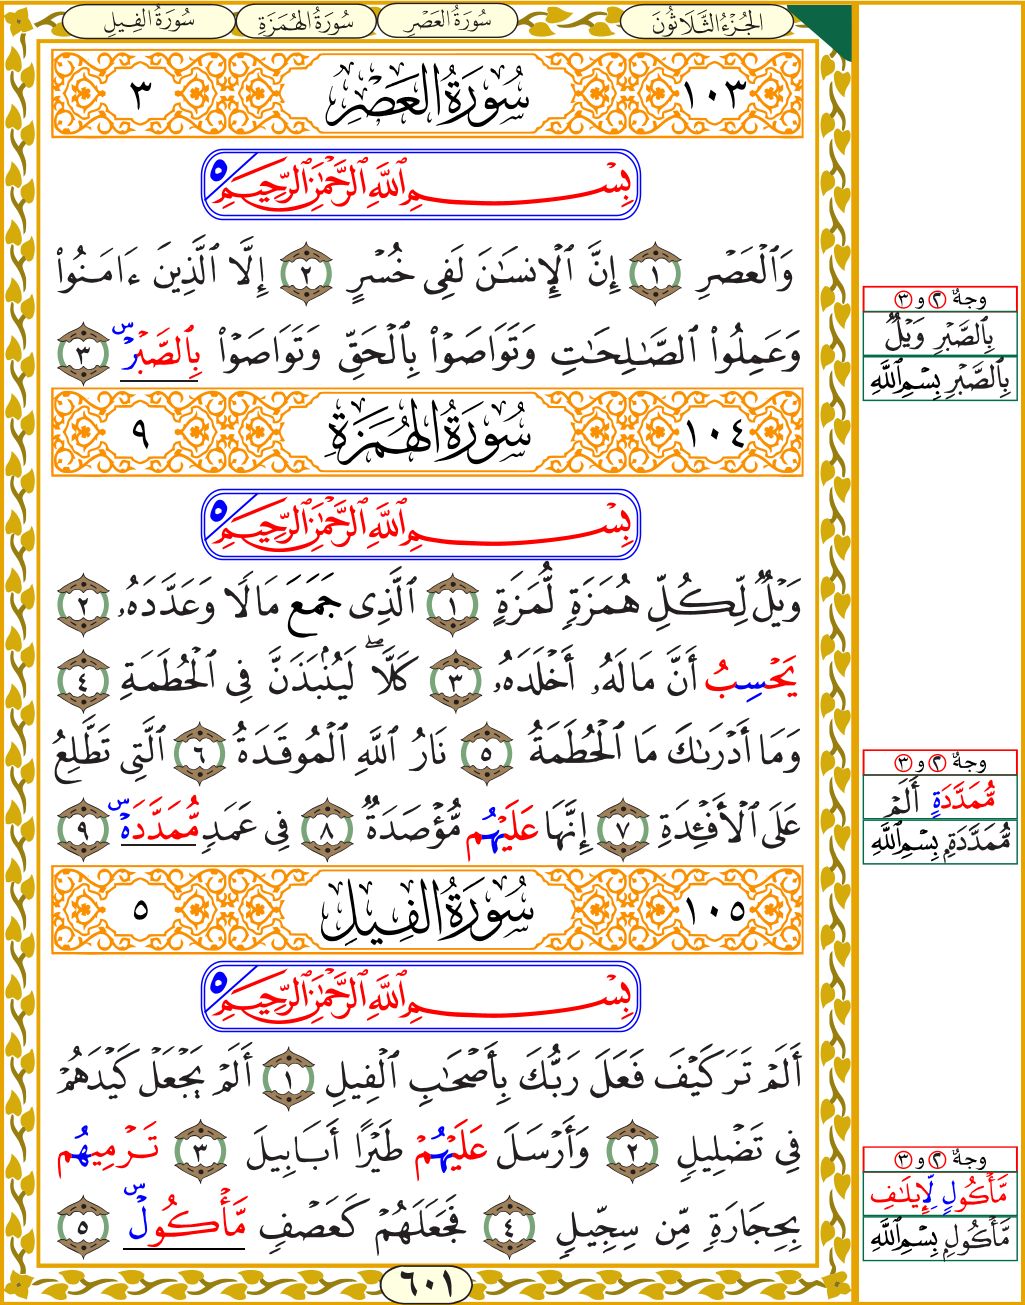 الجُزْءُ الثَّلَاثُونَ
سُورَةُ العَصْرِ
سُورَةُ الهُمَزَةِ
سُورَةُ الفِيلِ
١٠٣ سُورَةُ العَصْرِ ٣
بِسْمِ ٱللَّهِ ٱلرَّحْمَٰنِ ٱلرَّحِيمِ ٥
وَٱلْعَصْرِ ١ إِنَّ ٱلْإِنسَٰنَ لَفِى خُسْرٍ ٢ إِلَّا ٱلَّذِينَ ءَامَنُوا۟
وَعَمِلُوا۟ ٱلصَّٰلِحَٰتِ وَتَوَاصَوْا۟ بِٱلْحَقِّ وَتَوَاصَوْا۟ بِٱلصَّبْرِ س ٣
١٠٤ سُورَةُ الهُمَزَةِ ٩
بِسْمِ ٱللَّهِ ٱلرَّحْمَٰنِ ٱلرَّحِيمِ ٥
وَيْلٌ لِّكُلِّ هُمَزَةٍ لُّمَزَةٍ ١ ٱلَّذِى جَمَعَ مَالًا وَعَدَّدَهُۥ ٢
يَحْسِبُ أَنَّ مَالَهُۥٓ أَخْلَدَهُۥ ٣ كَلَّا ۖ لَيُنۢبَذَنَّ فِى ٱلْحُطَمَةِ ٤
وَمَآ أَدْرَىٰكَ مَا ٱلْحُطَمَةُ ٥ نَارُ ٱللَّهِ ٱلْمُوقَدَةُ ٦ ٱلَّتِى تَطَّلِعُ
عَلَى ٱلْأَفْـِٔدَةِ ٧ إِنَّهَا عَلَيْهُم مُّؤْصَدَةٌ ٨ فِى عَمَدٍ مُّمَدَّدَةٍۭ س ٩
١٠٥ سُورَةُ الفِيلِ ٥
بِسْمِ ٱللَّهِ ٱلرَّحْمَٰنِ ٱلرَّحِيمِ ٥
أَلَمْ تَرَ كَيْفَ فَعَلَ رَبُّكَ بِأَصْحَٰبِ ٱلْفِيلِ ١ أَلَمْ يَجْعَلْ كَيْدَهُمْ
فِى تَضْلِيلٍ ٢ وَأَرْسَلَ عَلَيْهُمْ طَيْرًا أَبَابِيلَ ٣ تَرْمِيهُم
بِحِجَارَةٍ مِّن سِجِّيلٍ ٤ فَجَعَلَهُمْ كَعَصْفٍ مَّأْكُولٍۭ س ٥
٦٠١
وجهٌ ٢ و ٣
بِٱلصَّبْرِ وَيْلٌ
بِٱلصَّبْرِ بِسْمِ ٱللَّهِ
وجهٌ ٢ و ٣
مُّمَدَّدَةٍ أَلَمْ
مُّمَدَّدَةٍ بِسْمِ ٱللَّهِ
وجهٌ ٢ و ٣
مَّأْكُولٍ لِّإِيلَٰفِ
مَّأْكُولٍ بِسْمِ ٱللَّهِ